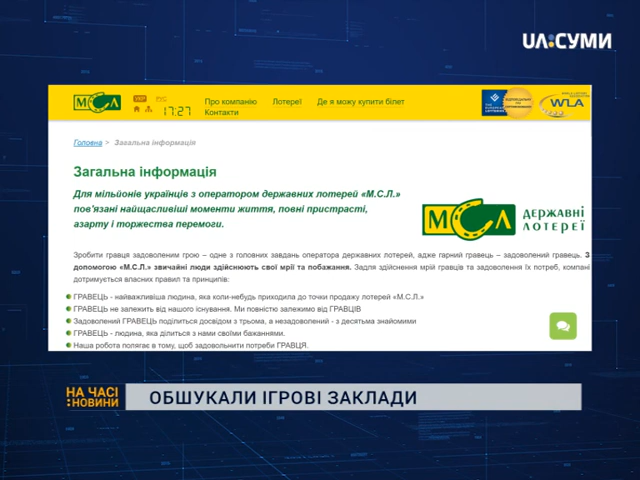 UA:СУМИ
МСЛ
УКР
РУС
17:27
Про компанію Лотереї Де я можу купити білет
Контакти
WLA
Головна > Загальна інформація
Загальна інформація
Для мільйонів українців з оператором державних лотерей «М.С.Л.»
пов'язані найщасливіші моменти життя, повні пристрасті,
азарту і торжества перемоги.
МСЛ ДЕРЖАВНІ
ЛОТЕРЕЇ
Зробити гравця задоволеним грою – одне з головних завдань оператора державних лотерей, адже гарний гравець – задоволений гравець. З
допомогою «М.С.Л.» звичайні люди здійснюють свої мрії та побажання. Задля здійснення мрій гравців та задоволення їх потреб, компані
дотримується власних правил та принципів:
ГРАВЕЦЬ - найважливіша людина, яка коли-небудь приходила до точки продажу лотерей «М.С.Л.»
ГРАВЕЦЬ не залежить від нашого існування. Ми повністю залежимо від ГРАВЦІВ
Задоволений ГРАВЕЦЬ поділиться досвідом з трьома, а незадоволений - з десятьма знайомими
ГРАВЕЦЬ - людина, яка ділиться з нами своїми бажаннями.
Наша робота полягає в тому, щоб задовольнити потреби ГРАВЦЯ.
НА ЧАСІ
:НОВИНИ
ОБШУКАЛИ ІГРОВІ ЗАКЛАДИ